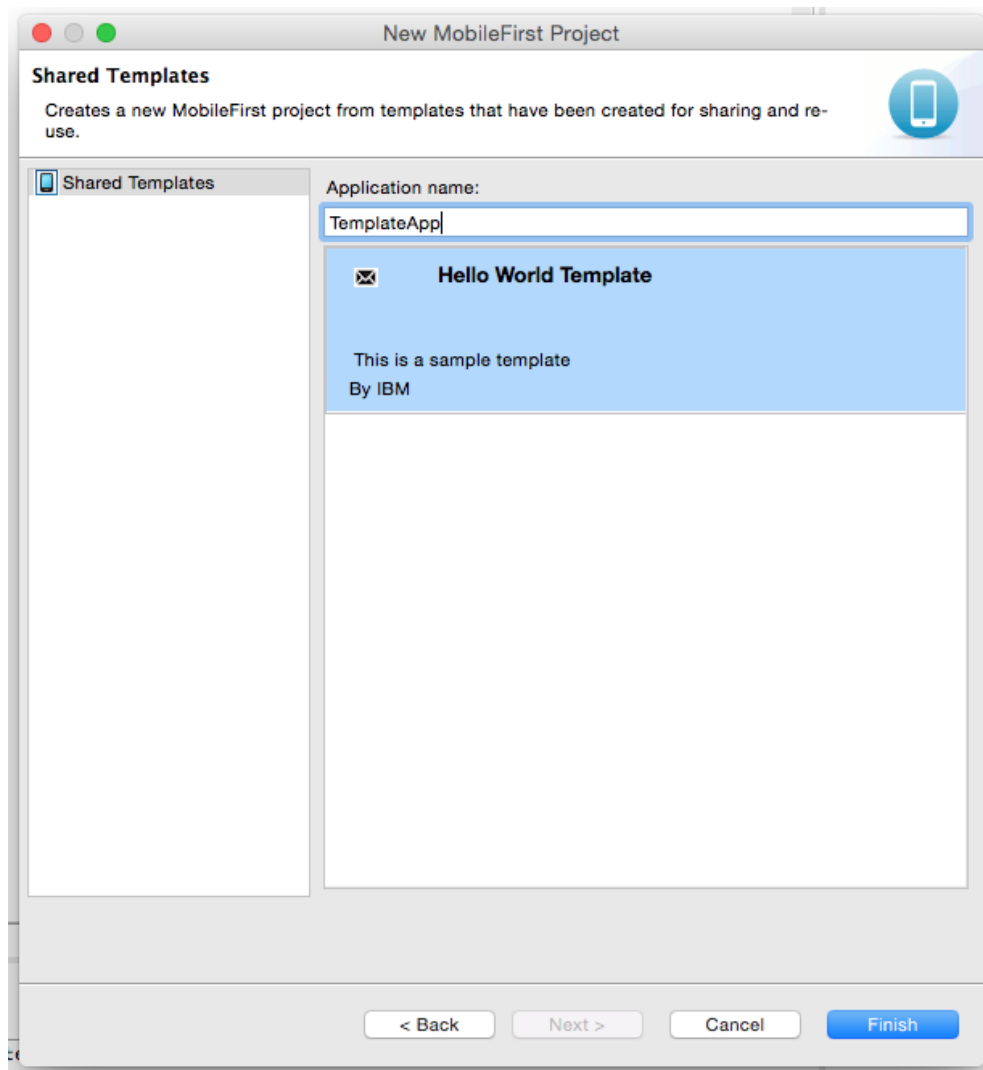 New MobileFirst Project
Shared Templates
Creates a new MobileFirst project from templates that have been created for sharing and re-
use.
Shared Templates
Application name:
TemplateApp
Hello World Template
This is a sample template
By IBM
< Back
Next >
Cancel
Finish